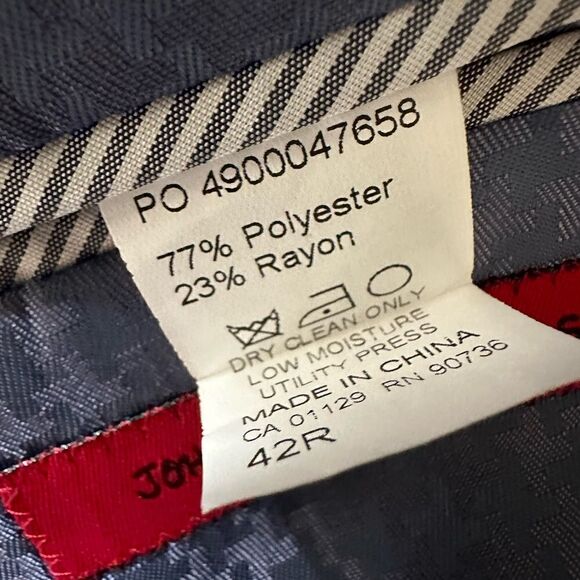 PO 4900047658
77% Polyester
23% Rayon
DRY CLEAN ONLY
LOW MOISTURE
UTILITY PRESS
MADE IN CHINA
CA 01129 RN 90736
42R
JOH
S